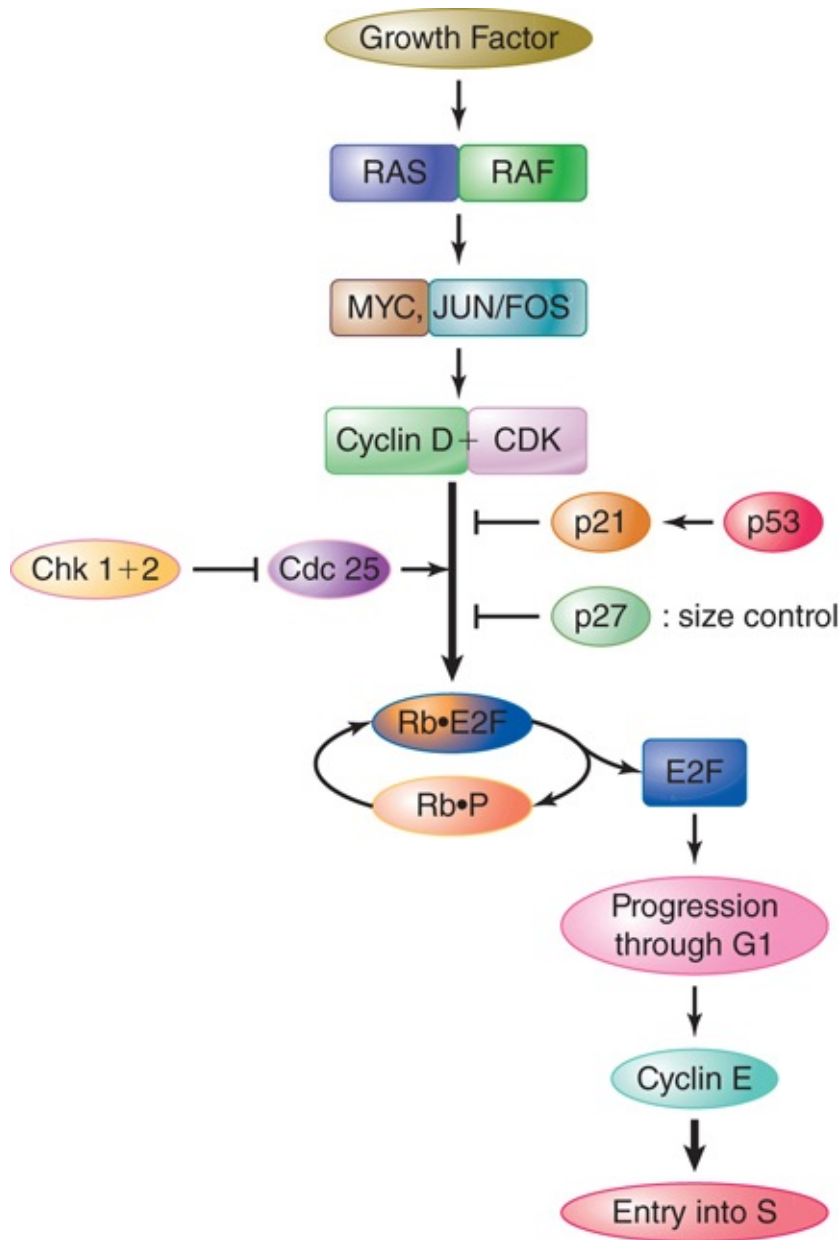 Growth Factor
RAS RAF
MYC, JUN/FOS
Cyclin D + CDK
p21 p53
Chk 1+2 Cdc 25
p27 : size control
Rb•E2F
E2F
Rb•P
Progression
through G1
Cyclin E
Entry into S